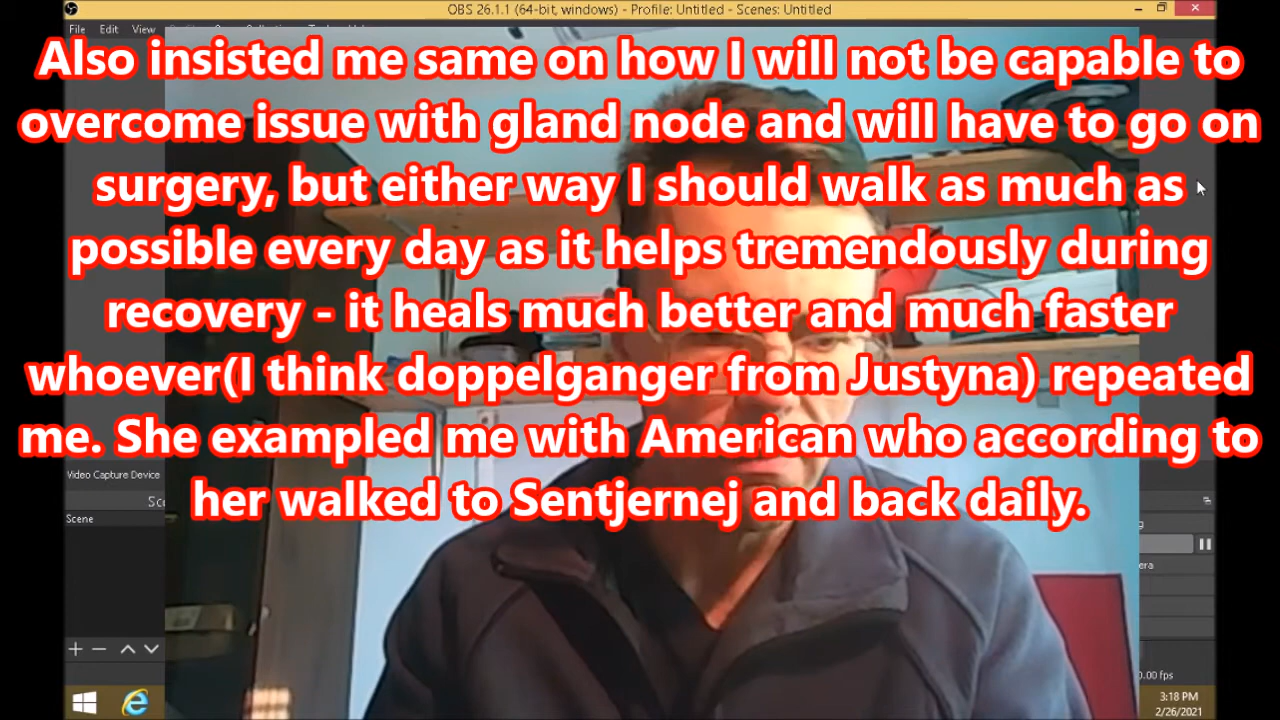 OBS 26.1.1 (64-bit, windows) - Profile: Untitled - Scenes: Untitled
File Edit View
Also insisted me same on how I will not be capable to
overcome issue with gland node and will have to go on
surgery, but either way I should walk as much as
possible every day as it helps tremendously during
recovery - it heals much better and much faster
whoever(I think doppelganger from Justyna) repeated
me. She exampled me with American who according to
her walked to Sentjernej and back daily.
Video Capture Device
Scene
0.00 fps
3:18 PM
2/26/2021